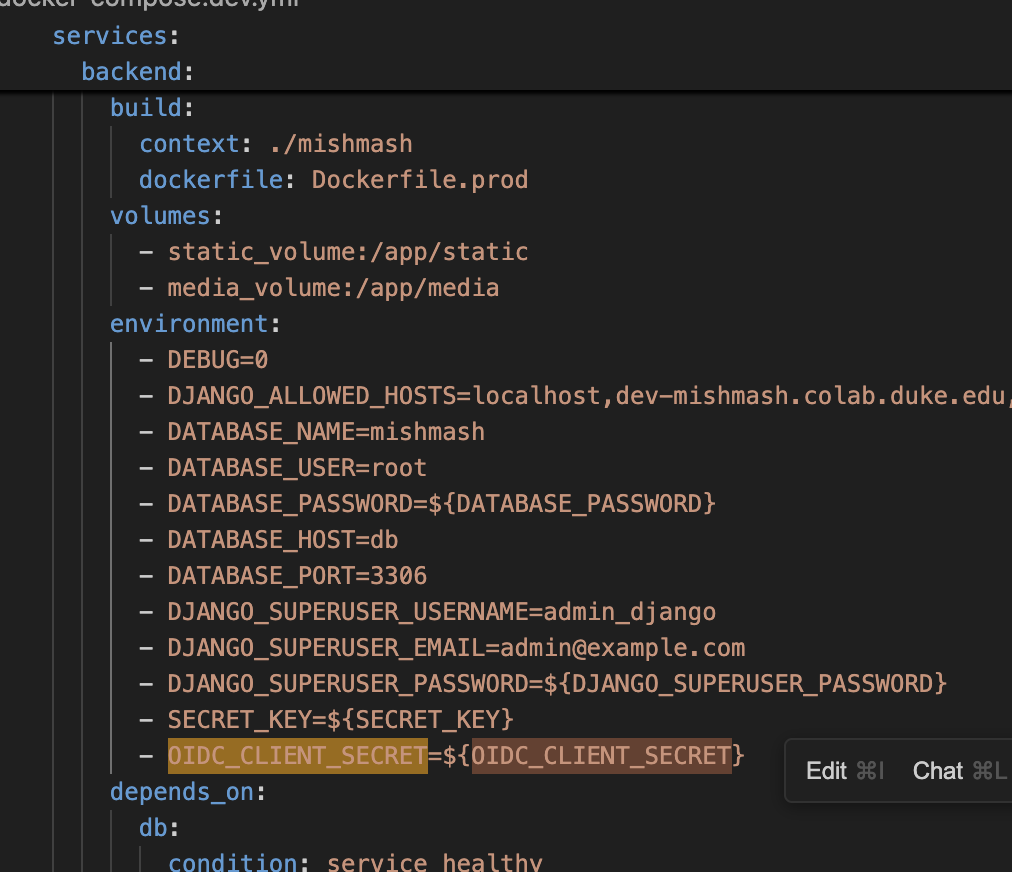 docker-compose.dev.yml
services:
backend:
build:
context: ./mishmash
dockerfile: Dockerfile.prod
volumes:
- static_volume:/app/static
- media_volume:/app/media
environment:
- DEBUG=0
- DJANGO_ALLOWED_HOSTS=localhost,dev-mishmash.colab.duke.edu,
- DATABASE_NAME=mishmash
- DATABASE_USER=root
- DATABASE_PASSWORD=${DATABASE_PASSWORD}
- DATABASE_HOST=db
- DATABASE_PORT=3306
- DJANGO_SUPERUSER_USERNAME=admin_django
- DJANGO_SUPERUSER_EMAIL=admin@example.com
- DJANGO_SUPERUSER_PASSWORD=${DJANGO_SUPERUSER_PASSWORD}
- SECRET_KEY=${SECRET_KEY}
- OIDC_CLIENT_SECRET=${OIDC_CLIENT_SECRET}
Edit ⌘I Chat ⌘L
depends_on:
db:
condition: service_healthy